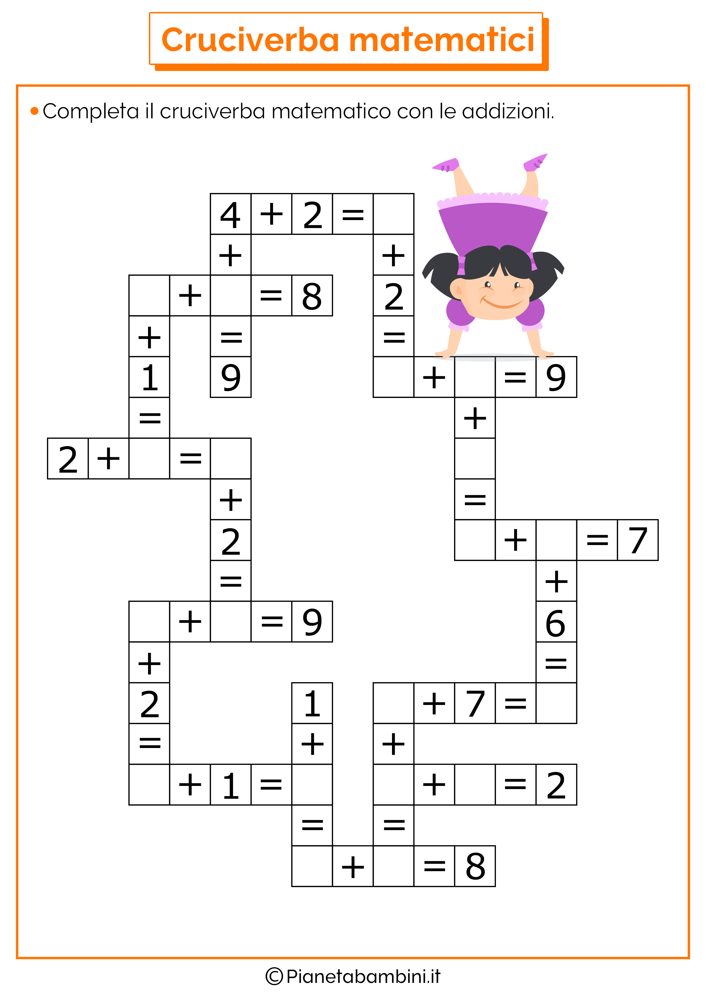 Cruciverba matematici
• Completa il cruciverba matematico con le addizioni.
4 + 2 =
+ +
+ = 8 2
+ = =
1 9 + = 9
= +
2 + =
+ =
2 + = 7
= +
+ = 9 6
+ =
2 1 + 7 =
= + +
+ 1 = + = 2
= =
+ = 8
© Pianetabambini.it